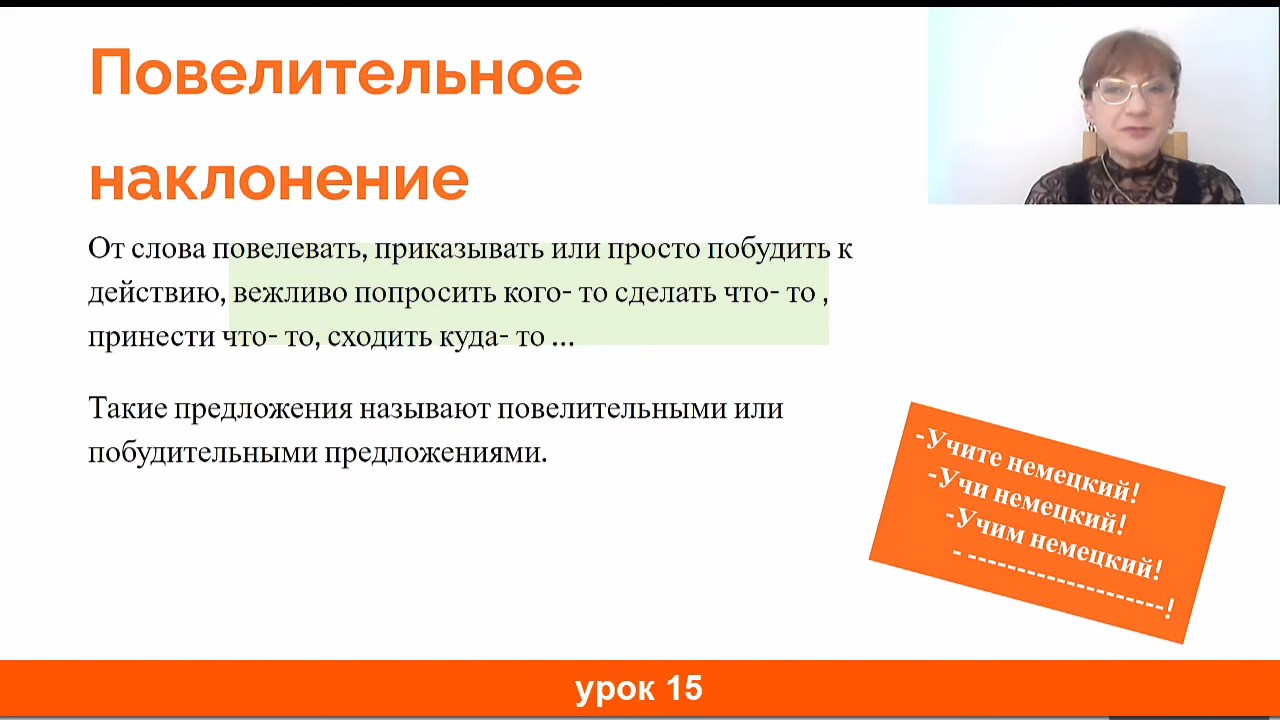 Повелительное
наклонение
От слова повелевать, приказывать или просто побудить к
действию, вежливо попросить кого- то сделать что- то ,
принести что- то, сходить куда- то ...
Такие предложения называют повелительными или
побудительными предложениями.
-Учите немецкий!
-Учи немецкий!
-Учим немецкий!
- --------------------!
урок 15